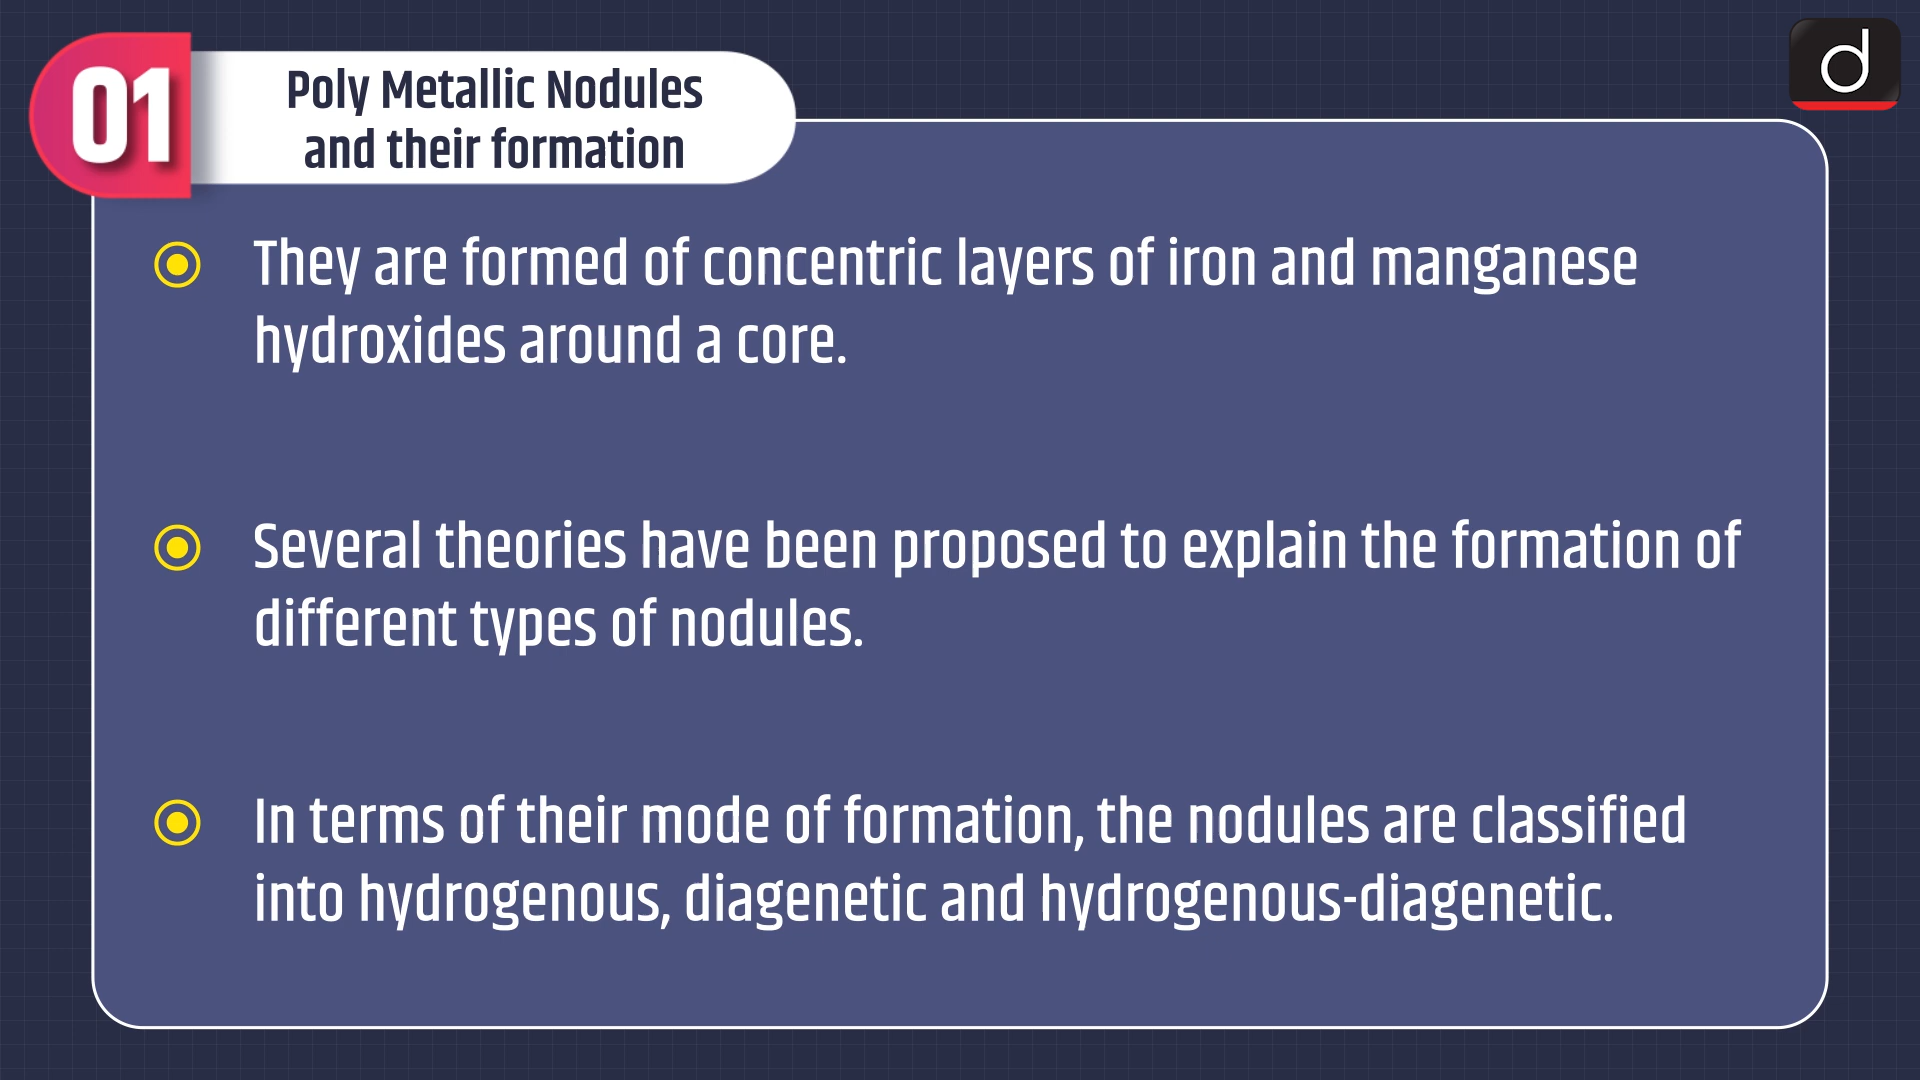 01
Poly Metallic Nodules
and their formation
d
They are formed of concentric layers of iron and manganese
hydroxides around a core.
Several theories have been proposed to explain the formation of
different types of nodules.
In terms of their mode of formation, the nodules are classified
into hydrogenous, diagenetic and hydrogenous-diagenetic.